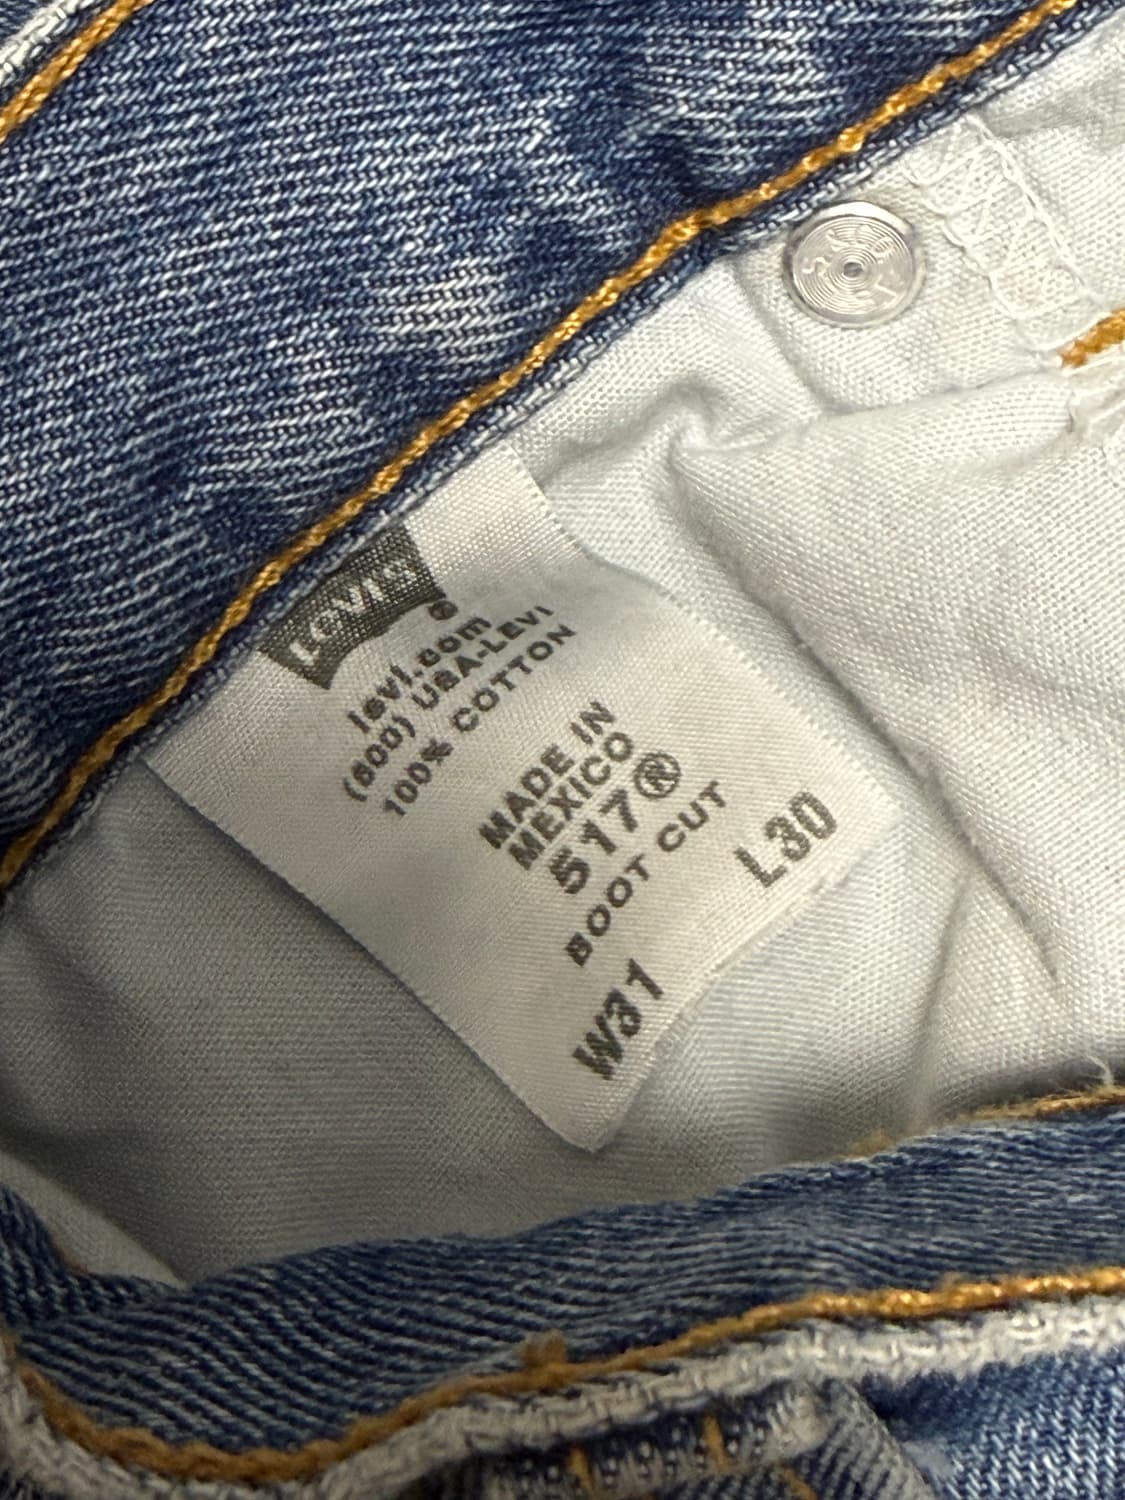 LEVI'S ®
levi.com
(800) USA-LEVI
100% COTTON
MADE IN
MEXICO
517®
BOOT CUT
W31 L30